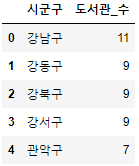 시군구 도서관_수
0 강남구 11
1 강동구 9
2 강북구 9
3 강서구 9
4 관악구 7